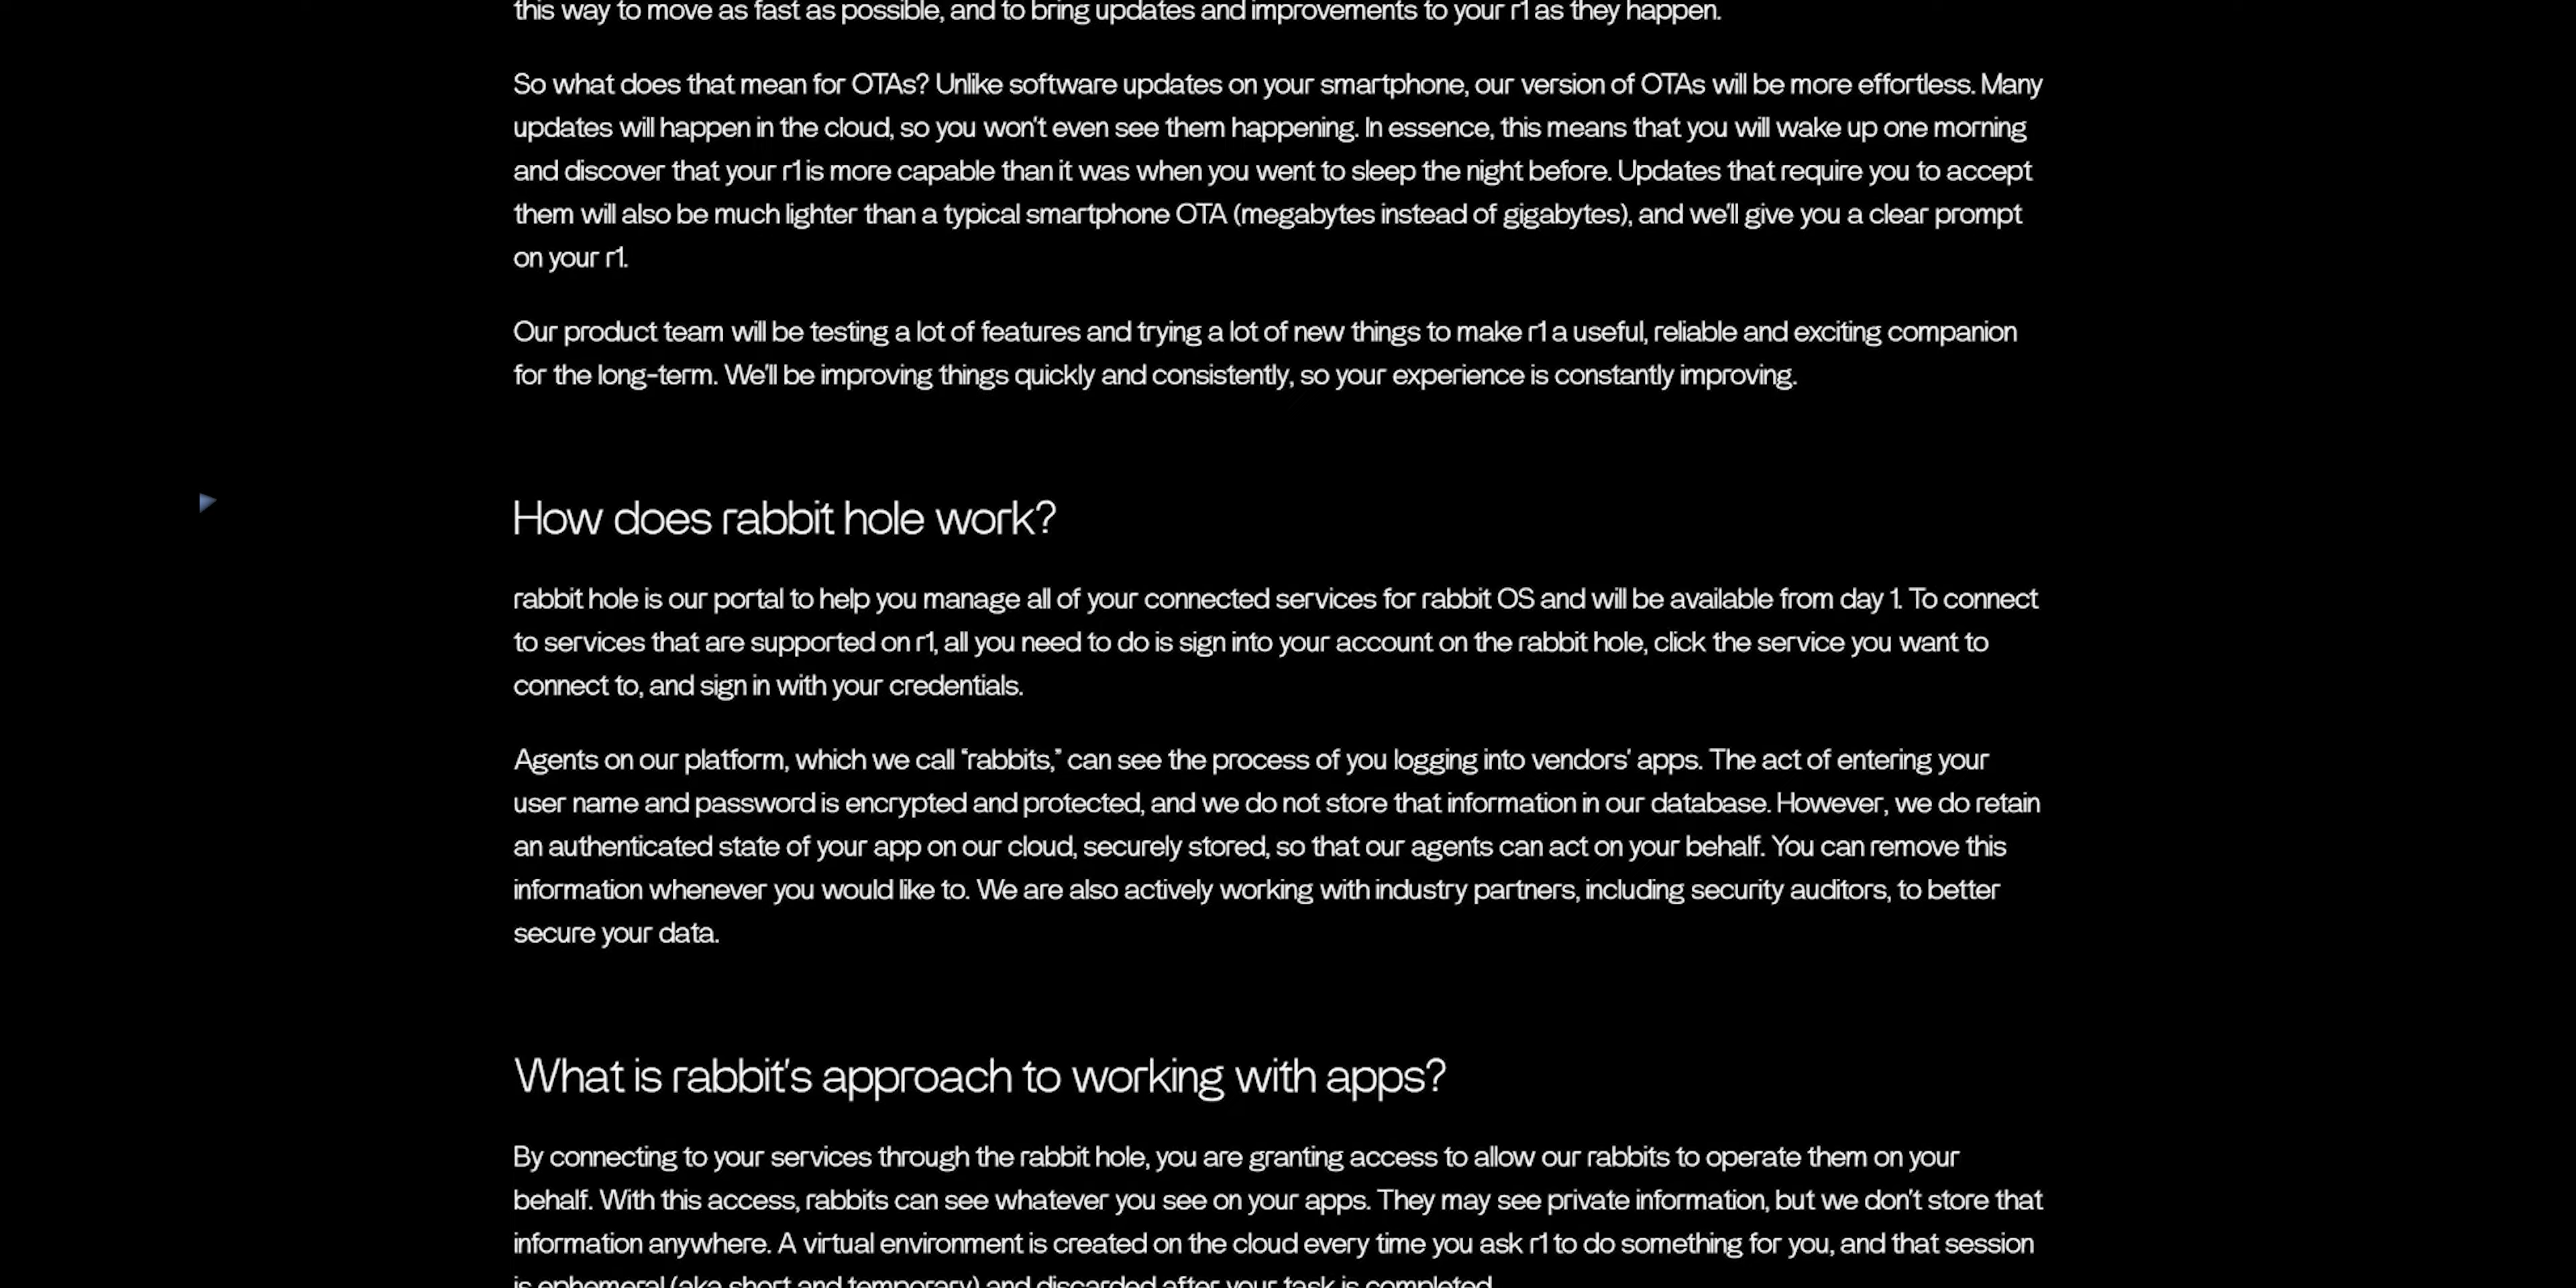 this way to move as fast as possible, and to bring updates and improvements to your r1 as they happen.
So what does that mean for OTAs? Unlike software updates on your smartphone, our version of OTAs will be more effortless. Many
updates will happen in the cloud, so you won't even see them happening. In essence, this means that you will wake up one morning
and discover that your r1 is more capable than it was when you went to sleep the night before. Updates that require you to accept
them will also be much lighter than a typical smartphone OTA (megabytes instead of gigabytes), and we'll give you a clear prompt
on your r1.
Our product team will be testing a lot of features and trying a lot of new things to make r1 a useful, reliable and exciting companion
for the long-term. We'll be improving things quickly and consistently, so your experience is constantly improving.
How does rabbit hole work?
rabbit hole is our portal to help you manage all of your connected services for rabbit OS and will be available from day 1. To connect
to services that are supported on r1, all you need to do is sign into your account on the rabbit hole, click the service you want to
connect to, and sign in with your credentials.
Agents on our platform, which we call “rabbits,” can see the process of you logging into vendors' apps. The act of entering your
user name and password is encrypted and protected, and we do not store that information in our database. However, we do retain
an authenticated state of your app on our cloud, securely stored, so that our agents can act on your behalf. You can remove this
information whenever you would like to. We are also actively working with industry partners, including security auditors, to better
secure your data.
What is rabbit's approach to working with apps?
By connecting to your services through the rabbit hole, you are granting access to allow our rabbits to operate them on your
behalf. With this access, rabbits can see whatever you see on your apps. They may see private information, but we don't store that
information anywhere. A virtual environment is created on the cloud every time you ask r1 to do something for you, and that session
is ephemeral (aka short and temporary) and discarded after your task is completed.